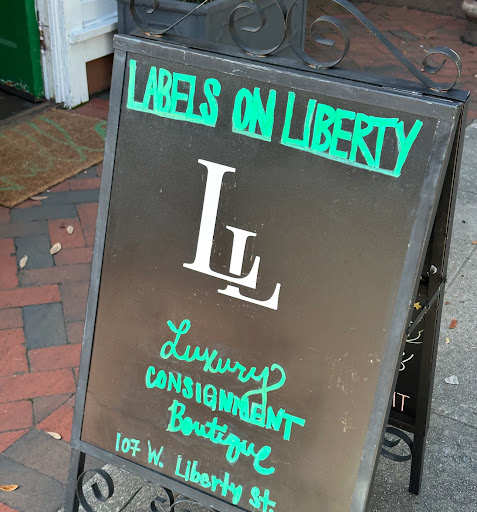 LABELS ON LIBERTY
LL
Luxury
CONSIGNMENT
Boutique
107 W. Liberty St.